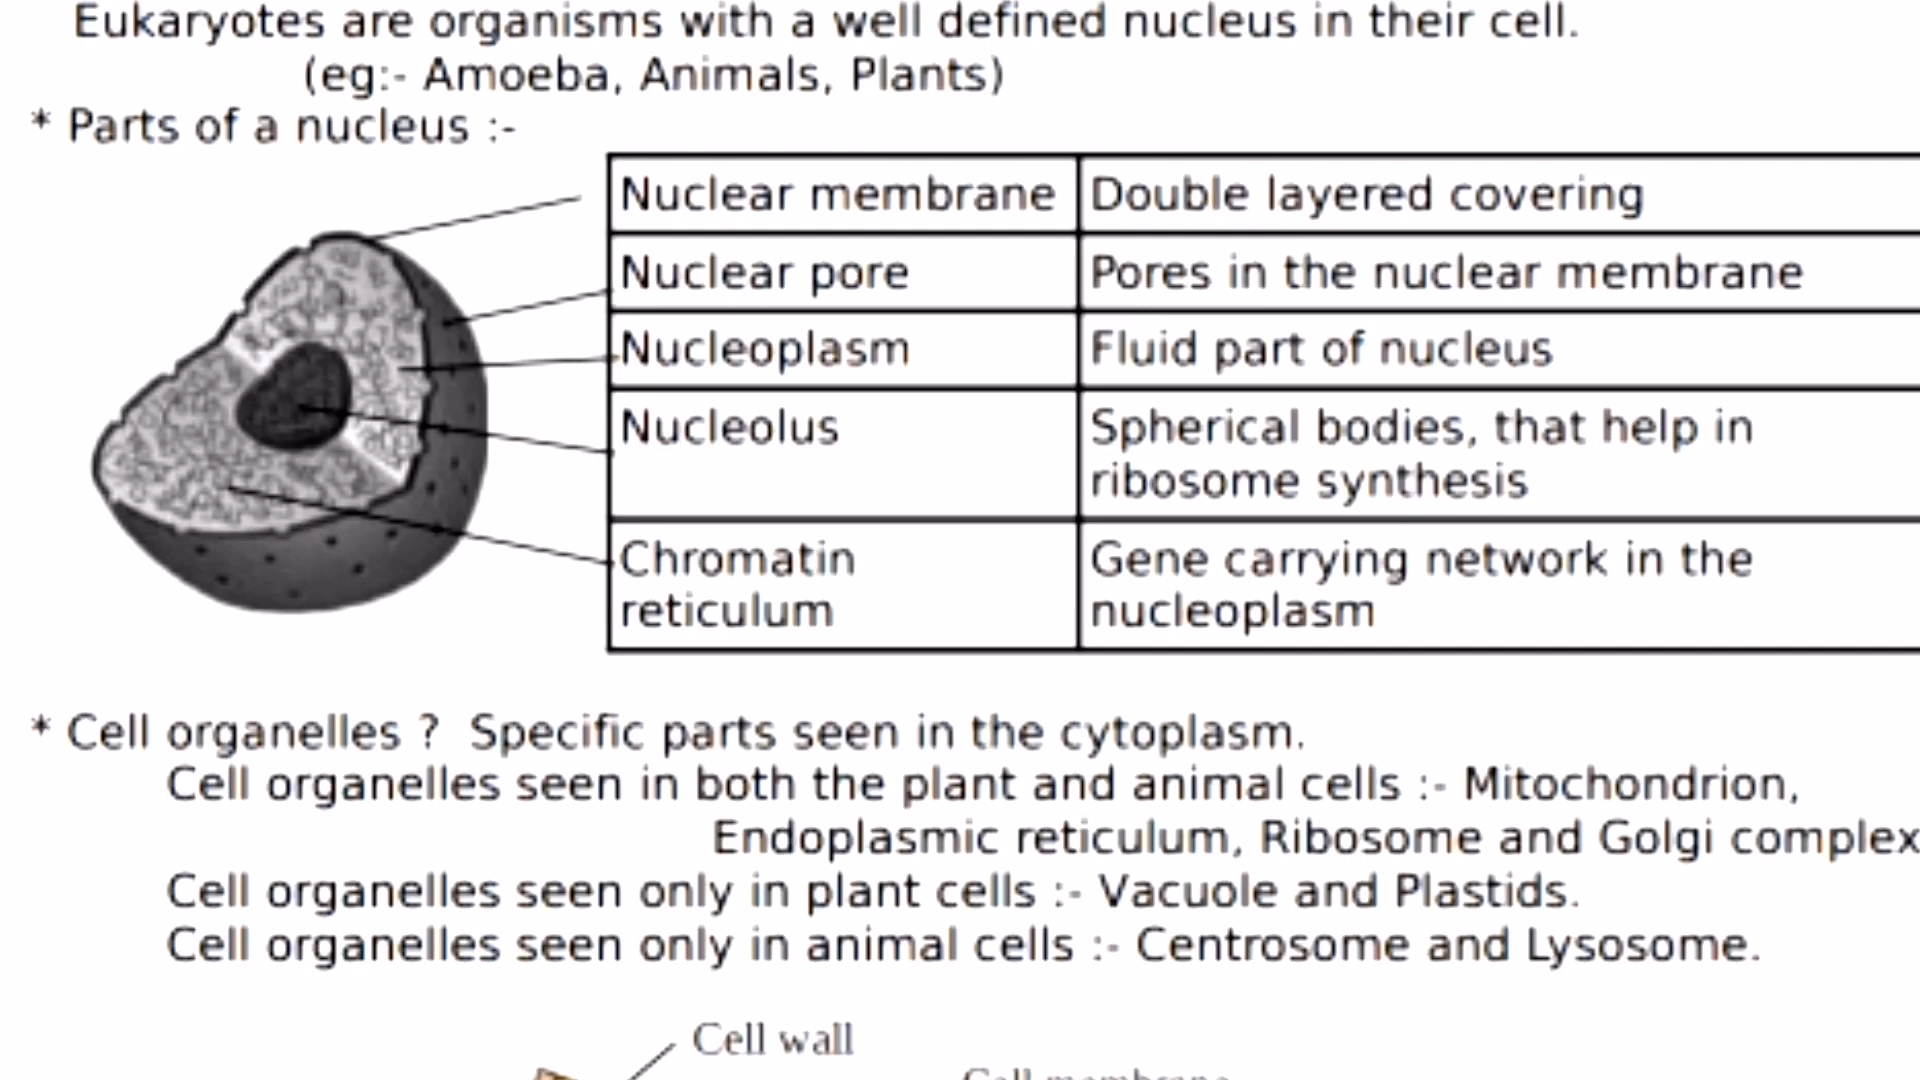 Eukaryotes are organisms with a well defined nucleus in their cell.
(eg:- Amoeba, Animals, Plants)
* Parts of a nucleus :-
Nuclear membrane Double layered covering
Nuclear pore Pores in the nuclear membrane
Nucleoplasm Fluid part of nucleus
Nucleolus Spherical bodies, that help in
ribosome synthesis
Chromatin Gene carrying network in the
reticulum nucleoplasm
* Cell organelles ? Specific parts seen in the cytoplasm.
Cell organelles seen in both the plant and animal cells :- Mitochondrion,
Endoplasmic reticulum, Ribosome and Golgi complex
Cell organelles seen only in plant cells :- Vacuole and Plastids.
Cell organelles seen only in animal cells :- Centrosome and Lysosome.
Cell wall
Cell membrane